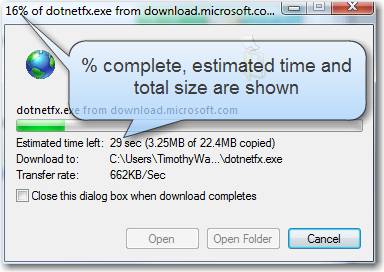 16% of dotnetfx.exe from download.microsoft.co...
% complete, estimated time and
total size are shown
dotnetfx.exe from download.microsoft.com
Estimated time left: 29 sec (3.25MB of 22.4MB copied)
Download to: C:\Users\TimothyWa...\dotnetfx.exe
Transfer rate: 662KB/Sec
Close this dialog box when download completes
Open Open Folder Cancel